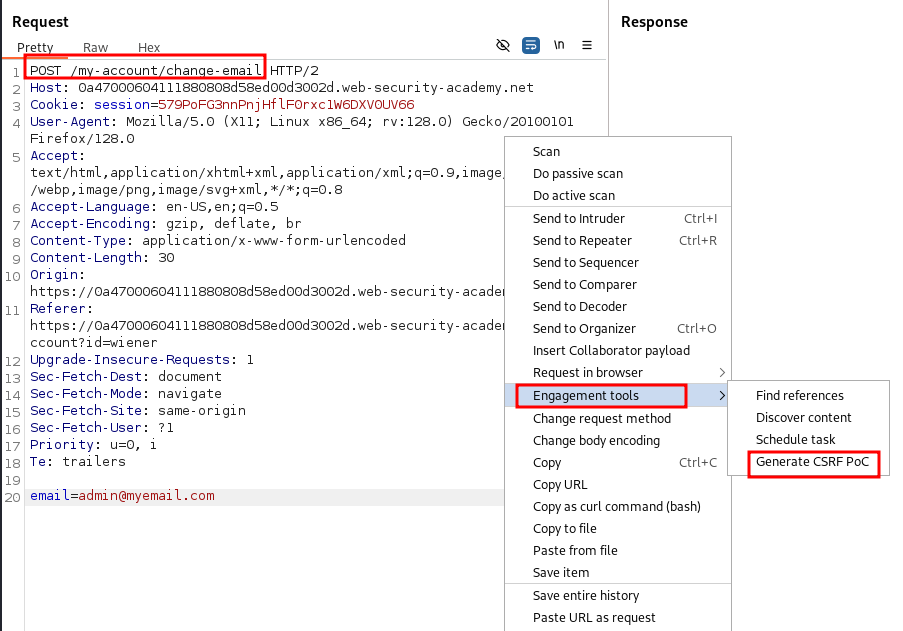 Request
Response
Pretty Raw Hex
\n
1 POST /my-account/change-email HTTP/2
2 Host: 0a47000604111880808d58ed00d3002d.web-security-academy.net
3 Cookie: session=579PoFG3nnPnjHflF0rxc1W6DXV0UV66
4 User-Agent: Mozilla/5.0 (X11; Linux x86_64; rv:128.0) Gecko/20100101
Firefox/128.0
5 Accept:
text/html,application/xhtml+xml,application/xml;q=0.9,image/
/webp,image/png,image/svg+xml,*/*;q=0.8
6 Accept-Language: en-US,en;q=0.5
7 Accept-Encoding: gzip, deflate, br
8 Content-Type: application/x-www-form-urlencoded
9 Content-Length: 30
10 Origin:
https://0a47000604111880808d58ed00d3002d.web-security-acade
11 Referer:
https://0a47000604111880808d58ed00d3002d.web-security-acade
ccount?id=wiener
12 Upgrade-Insecure-Requests: 1
13 Sec-Fetch-Dest: document
14 Sec-Fetch-Mode: navigate
15 Sec-Fetch-Site: same-origin
16 Sec-Fetch-User: ?1
17 Priority: u=0, i
18 Te: trailers
19
20 email=admin@myemail.com
Scan
Do passive scan
Do active scan
Send to Intruder Ctrl+I
Send to Repeater Ctrl+R
Send to Sequencer
Send to Comparer
Send to Decoder
Send to Organizer Ctrl+O
Insert Collaborator payload
Request in browser
Engagement tools
Change request method
Change body encoding
Copy Ctrl+C
Copy URL
Copy as curl command (bash)
Copy to file
Paste from file
Save item
Save entire history
Paste URL as request
Find references
Discover content
Schedule task
Generate CSRF PoC